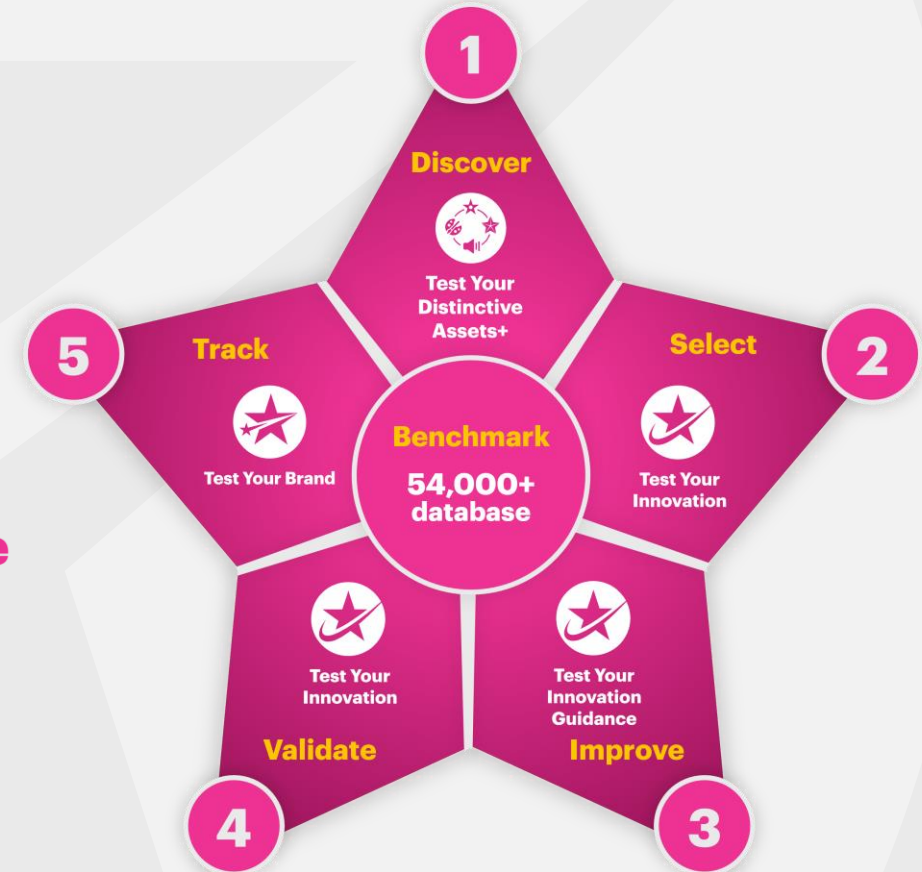 1
Discover
Test Your
Distinctive
Assets+
2
Select
Test Your
Innovation
3
Test Your
Innovation
Guidance
Improve
4
Test Your
Innovation
Validate
5
Track
Test Your Brand
Benchmark
54,000+
database
e